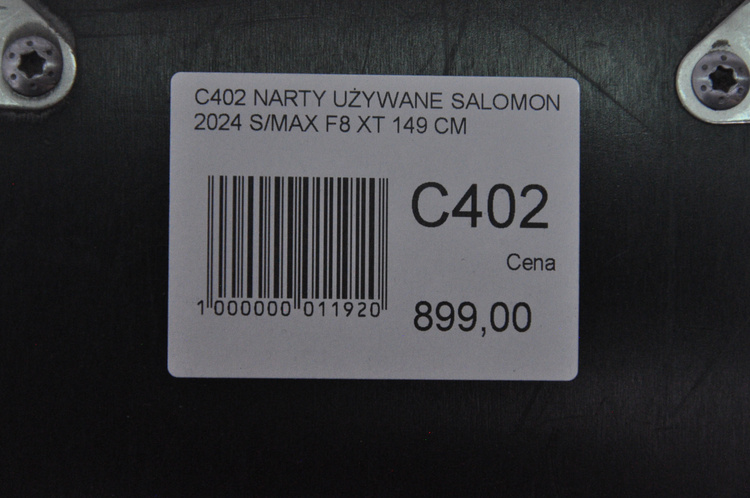 C402 NARTY UŻYWANE SALOMON
2024 S/MAX F8 XT 149 CM
C402
Cena
1 000000 011920
899,00